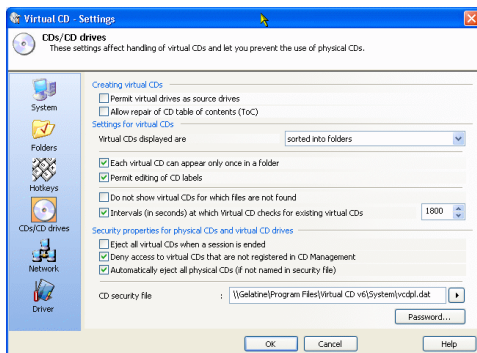 Virtual CD - Settings
CDs/CD drives
These settings affect handling of virtual CDs and let you prevent the use of physical CDs.
System
Folders
Hotkeys
CDs/CD drives
Network
Driver
Creating virtual CDs
Permit virtual drives as source drives
Allow repair of CD table of contents (ToC)
Settings for virtual CDs
Virtual CDs displayed are sorted into folders
Each virtual CD can appear only once in a folder
Permit editing of CD labels
Do not show virtual CDs for which files are not found
Intervals (in seconds) at which Virtual CD checks for existing virtual CDs 1800
Security properties for physical CDs and virtual CD drives
Eject all virtual CDs when a session is ended
Deny access to virtual CDs that are not registered in CD Management
Automatically eject all physical CDs (if not named in security file)
CD security file : \\Gelatine\Program Files\Virtual CD v6\System\vcdpl.dat
Password...
OK Cancel Help